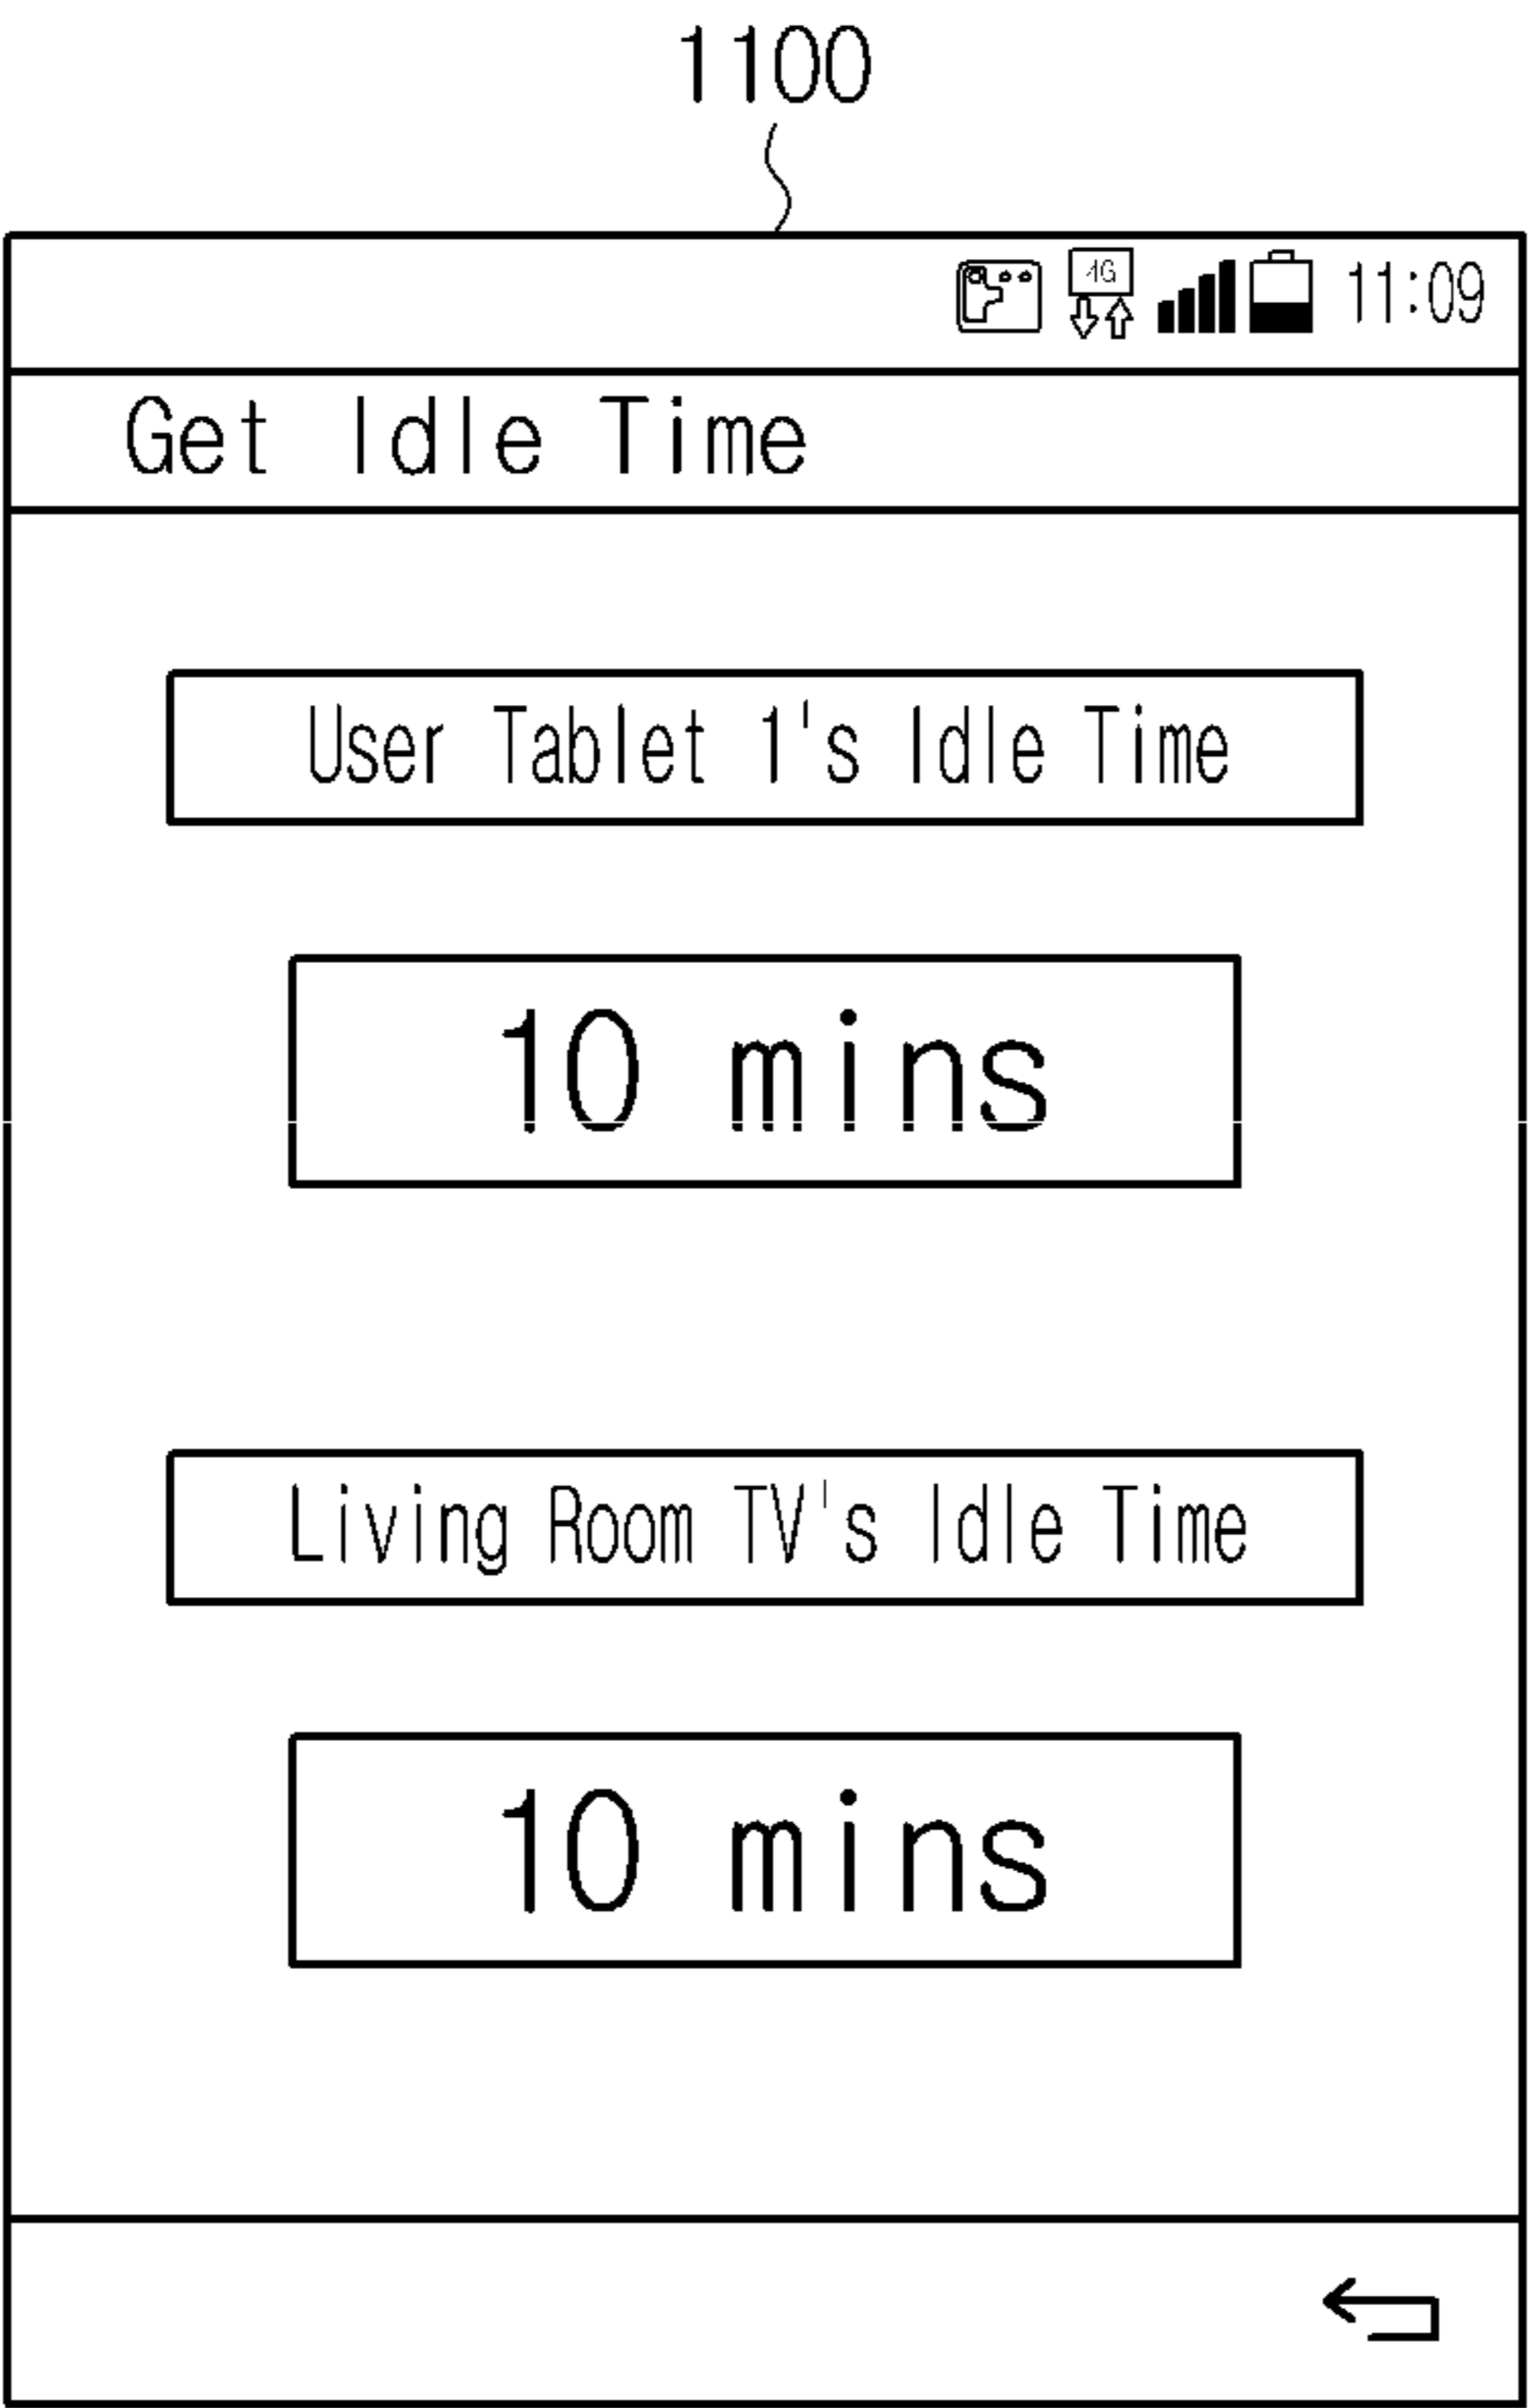 1100
4G 11:09
Get Idle Time
User Tablet 1's Idle Time
10 mins
Living Room TV's Idle Time
10 mins